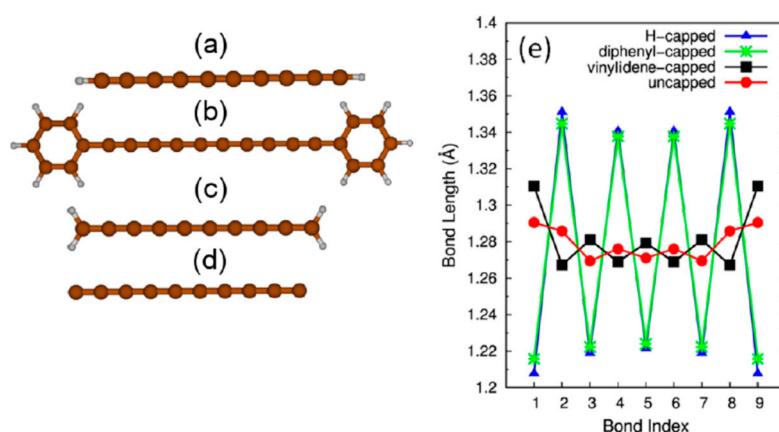 (a)
(b)
(c)
(d)
(e)
H-capped
diphenyl-capped
vinylidene-capped
uncapped
Bond Length (Å)
1.4
1.38
1.36
1.34
1.32
1.3
1.28
1.26
1.24
1.22
1.2
1 2 3 4 5 6 7 8 9
Bond Index